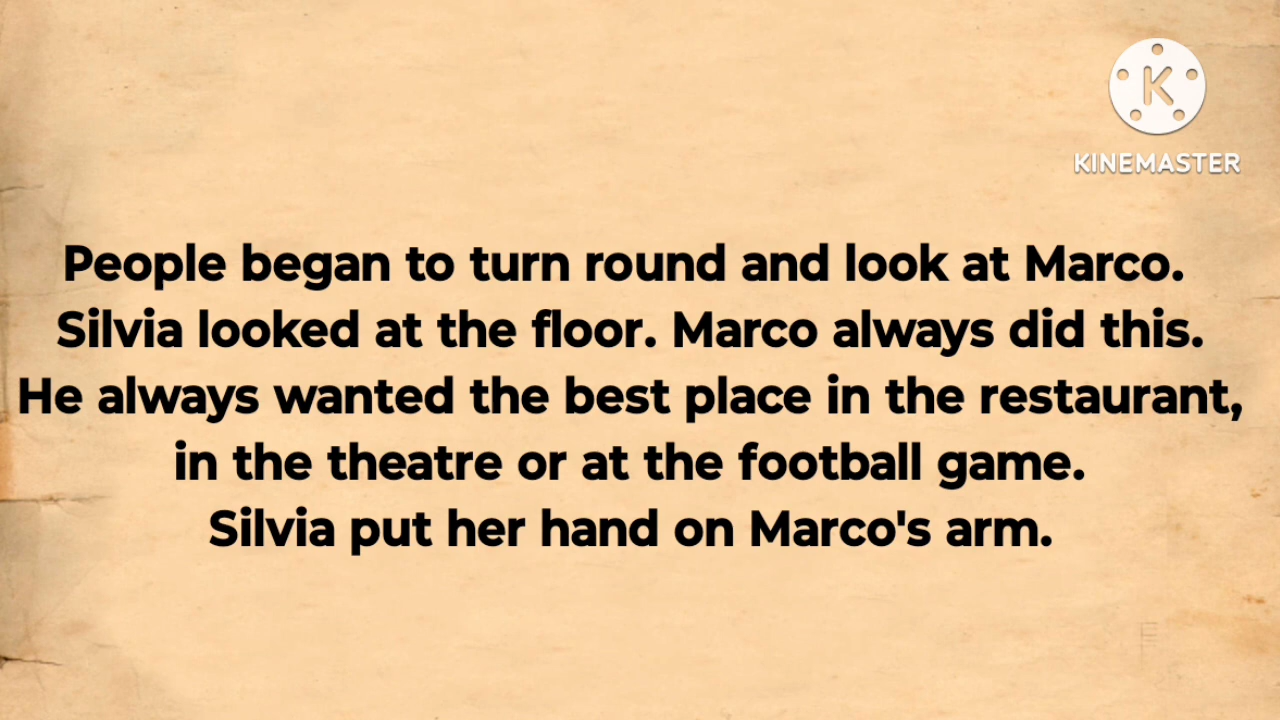 K
KINEMASTER
People began to turn round and look at Marco.
Silvia looked at the floor. Marco always did this.
He always wanted the best place in the restaurant,
in the theatre or at the football game.
Silvia put her hand on Marco's arm.